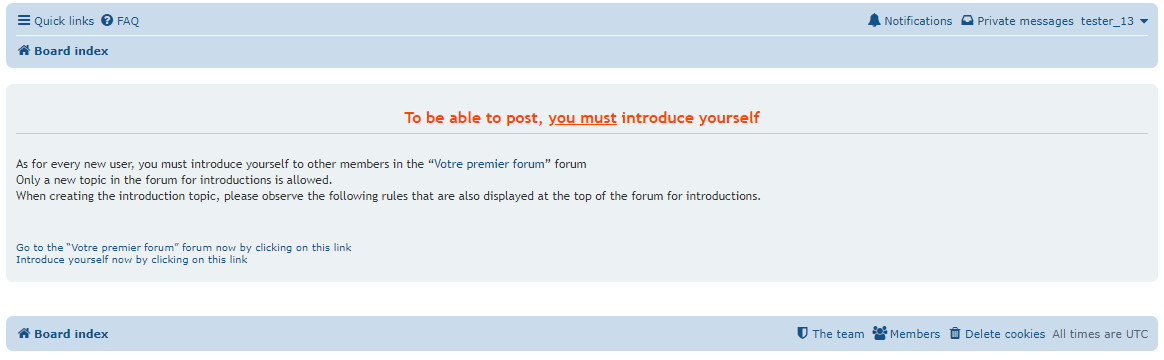 Quick links FAQ Notifications Private messages tester_13
Board index
To be able to post, you must introduce yourself
As for every new user, you must introduce yourself to other members in the “Votre premier forum” forum
Only a new topic in the forum for introductions is allowed.
When creating the introduction topic, please observe the following rules that are also displayed at the top of the forum for introductions.
Go to the “Votre premier forum” forum now by clicking on this link
Introduce yourself now by clicking on this link
Board index The team Members Delete cookies All times are UTC